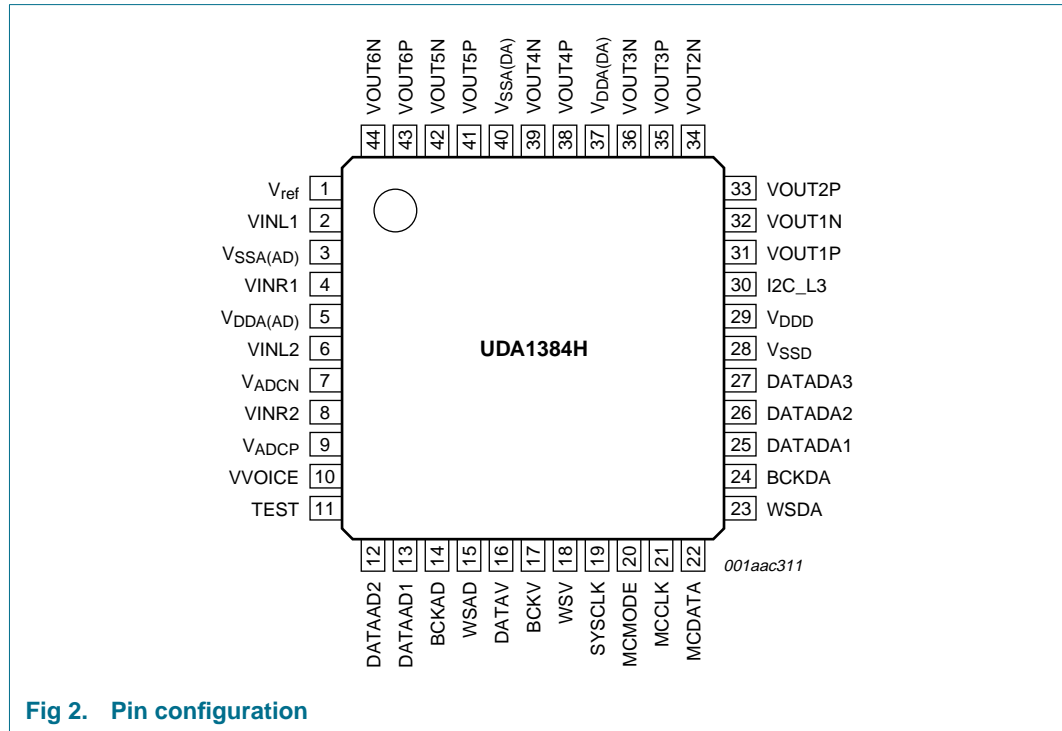 VOUT6N
VOUT6P
VOUT5N
VOUT5P
VSSA(DA)
VOUT4N
VOUT4P
VDDA(DA)
VOUT3N
VOUT3P
VOUT2N
44
43
42
41
40
39
38
37
36
35
34
Vref 1
VINL1 2
VSSA(AD) 3
VINR1 4
VDDA(AD) 5
VINL2 6
VADCN 7
VINR2 8
VADCP 9
VVOICE 10
TEST 11
UDA1384H
33 VOUT2P
32 VOUT1N
31 VOUT1P
30 I2C_L3
29 VDDD
28 VSSD
27 DATADA3
26 DATADA2
25 DATADA1
24 BCKDA
23 WSDA
12
13
14
15
16
17
18
19
20
21
22
DATAAD2
DATAAD1
BCKAD
WSAD
DATAV
BCKV
WSV
SYSCLK
MCMODE
MCCLK
MCDATA
001aac311
Fig 2. Pin configuration